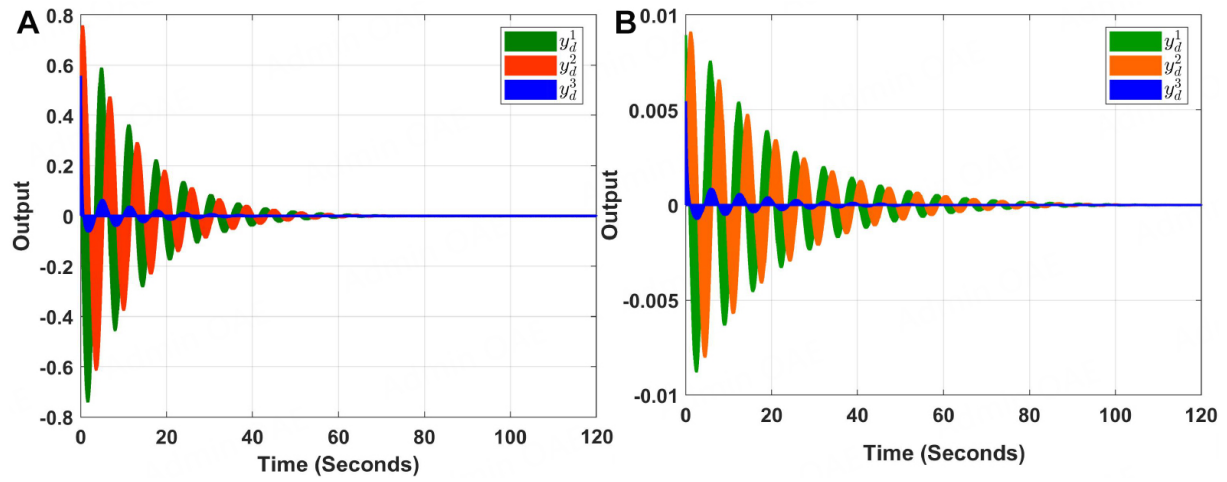 A
0.8
0.6
0.4
0.2
0
-0.2
-0.4
-0.6
-0.8
Output
0 20 40 60 80 100 120
Time (Seconds)
y_d^1
y_d^2
y_d^3
B
0.01
0.005
0
-0.005
-0.01
Output
0 20 40 60 80 100 120
Time (Seconds)
y_d^1
y_d^2
y_d^3